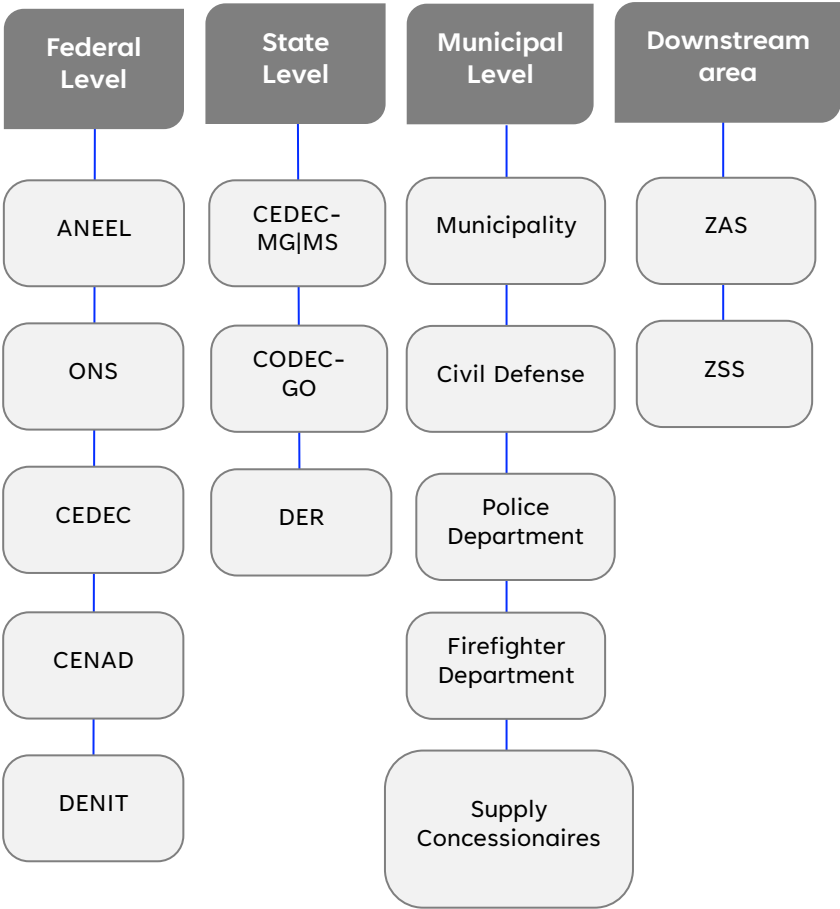 Federal
Level
ANEEL
ONS
CEDEC
CENAD
DENIT
State
Level
CEDEC-
MG|MS
CODEC-
GO
DER
Municipal
Level
Municipality
Civil Defense
Police
Department
Firefighter
Department
Supply
Concessionaires
Downstream
area
ZAS
ZSS